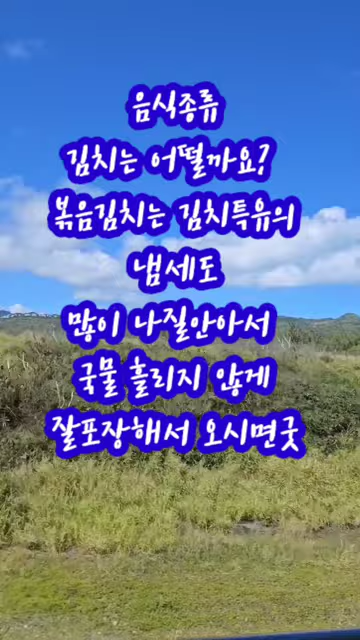 음식종류
김치는 어떨까요?
볶음김치는 김치특유의
냄세도
많이 나질안아서
국물 흘리지 않게
잘포장해서 오시면굿